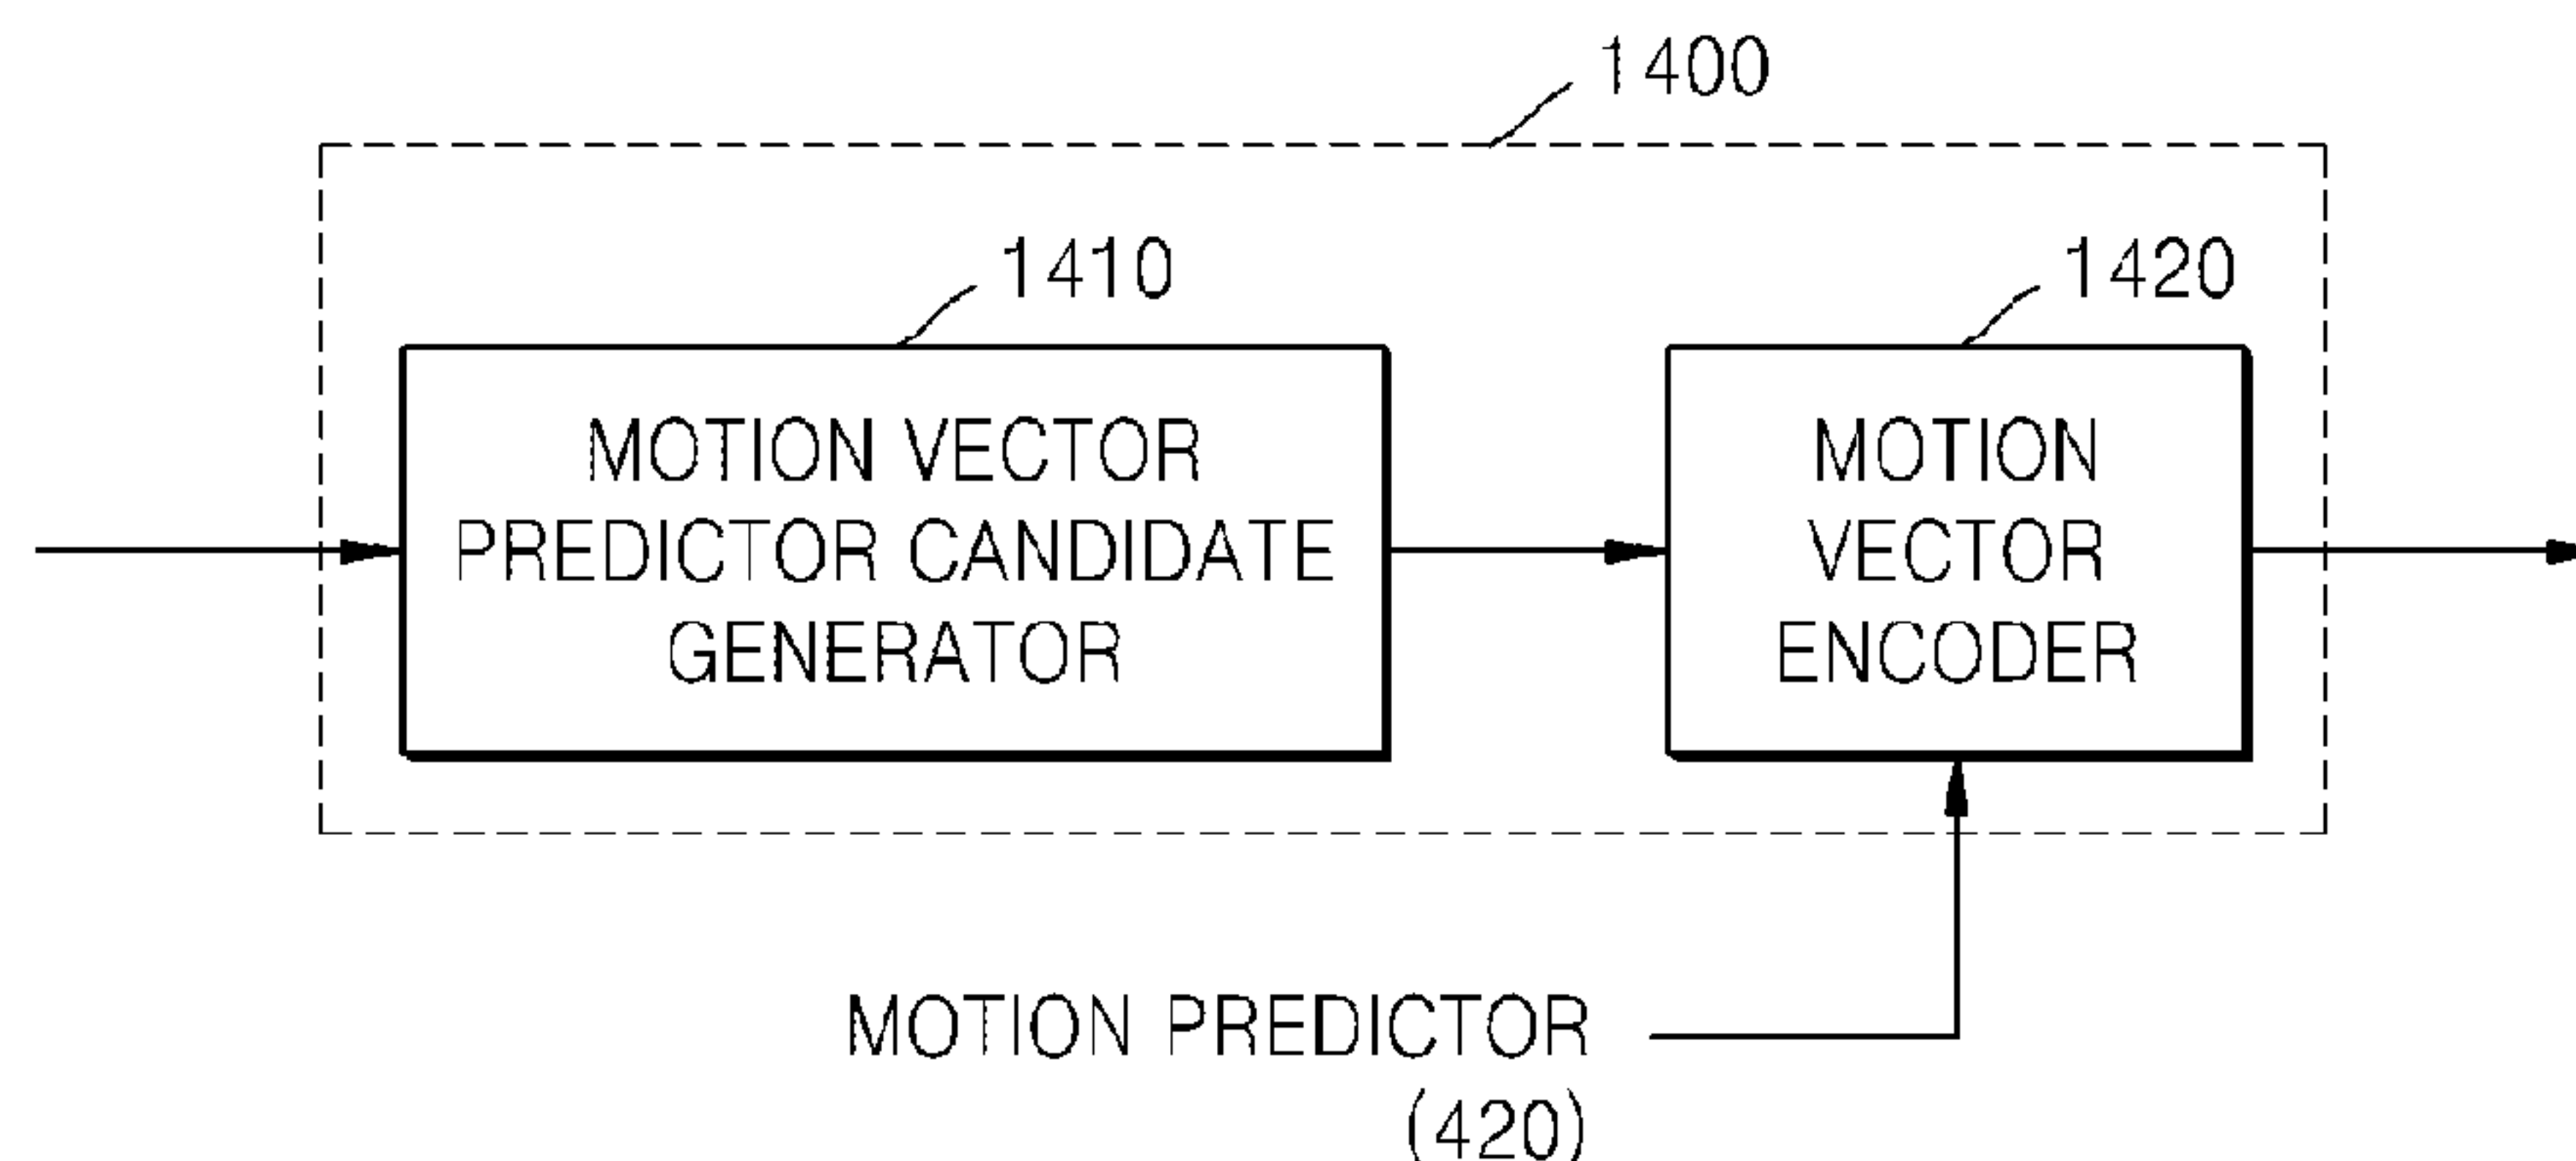 1400
1410
1420
MOTION VECTOR
PREDICTOR CANDIDATE
GENERATOR
MOTION
VECTOR
ENCODER
MOTION PREDICTOR
(420)